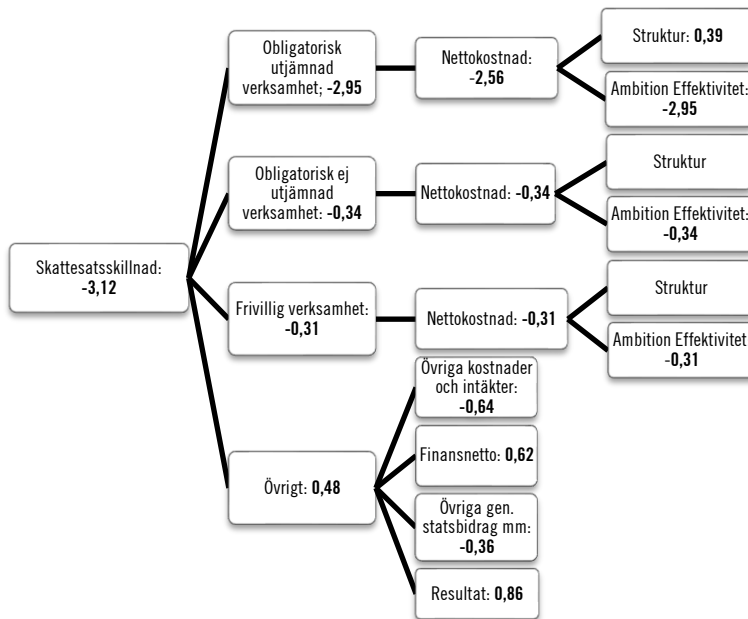 Skattesatsskillnad:
-3,12
Obligatorisk
utjämnad
verksamhet; -2,95
Nettokostnad:
-2,56
Struktur: 0,39
Ambition Effektivitet:
-2,95
Obligatorisk ej
utjämnad
verksamhet: -0,34
Nettokostnad: -0,34
Struktur
Ambition Effektivitet:
-0,34
Frivillig verksamhet:
-0,31
Nettokostnad: -0,31
Struktur
Ambition Effektivitet
-0,31
Övrigt: 0,48
Övriga kostnader
och intäkter:
-0,64
Finansnetto: 0,62
Övriga gen.
statsbidrag mm:
-0,36
Resultat: 0,86